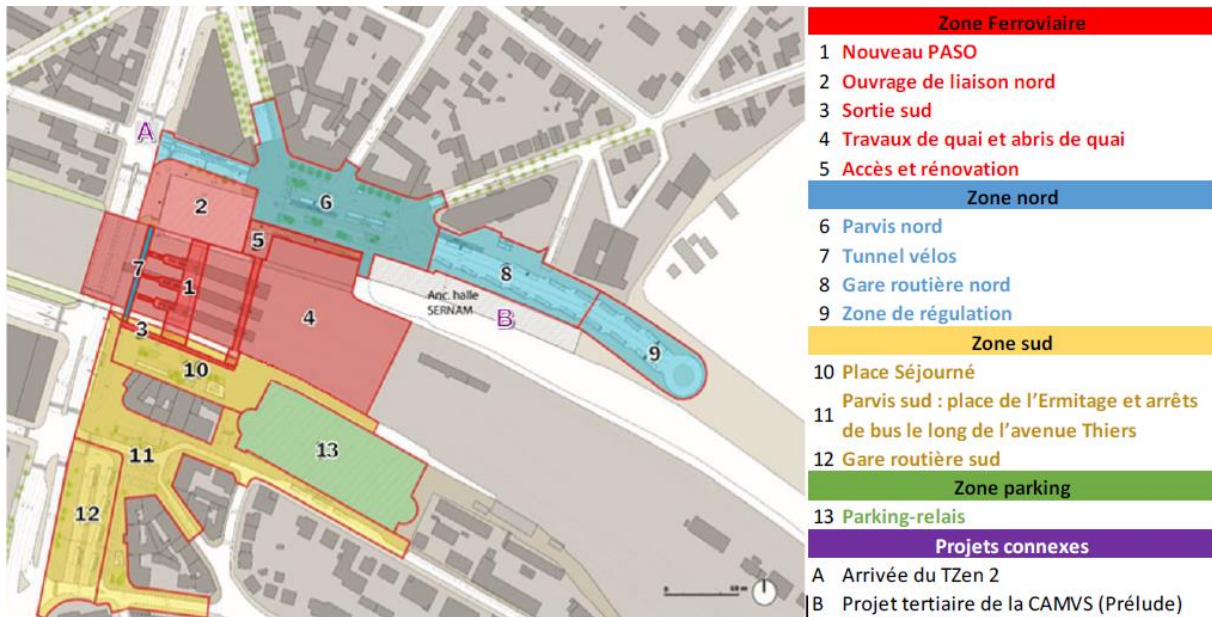 A
6
2
5
7
1
8
Anc. halle
SERNAM
B
3
4
9
10
13
11
12
Zone Ferroviaire
1 Nouveau PASO
2 Ouvrage de liaison nord
3 Sortie sud
4 Travaux de quai et abris de quai
5 Accès et rénovation
Zone nord
6 Parvis nord
7 Tunnel vélos
8 Gare routière nord
9 Zone de régulation
Zone sud
10 Place Séjourné
11 Parvis sud : place de l'Ermitage et arrêts
de bus le long de l'avenue Thiers
12 Gare routière sud
Zone parking
13 Parking-relais
Projets connexes
A Arrivée du TZen 2
B Projet tertiaire de la CAMVS (Prélude)